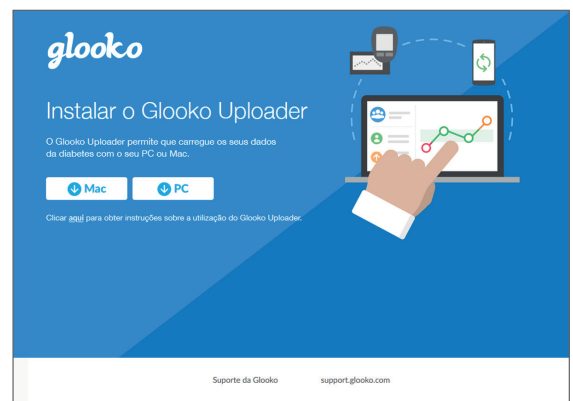 glooko
Instalar o Glooko Uploader
O Glooko Uploader permite que carregue os seus dados
da diabetes com o seu PC ou Mac.
Mac
PC
Clicar aqui para obter instruções sobre a utilização do Glooko Uploader.
Suporte da Glooko
support.glooko.com